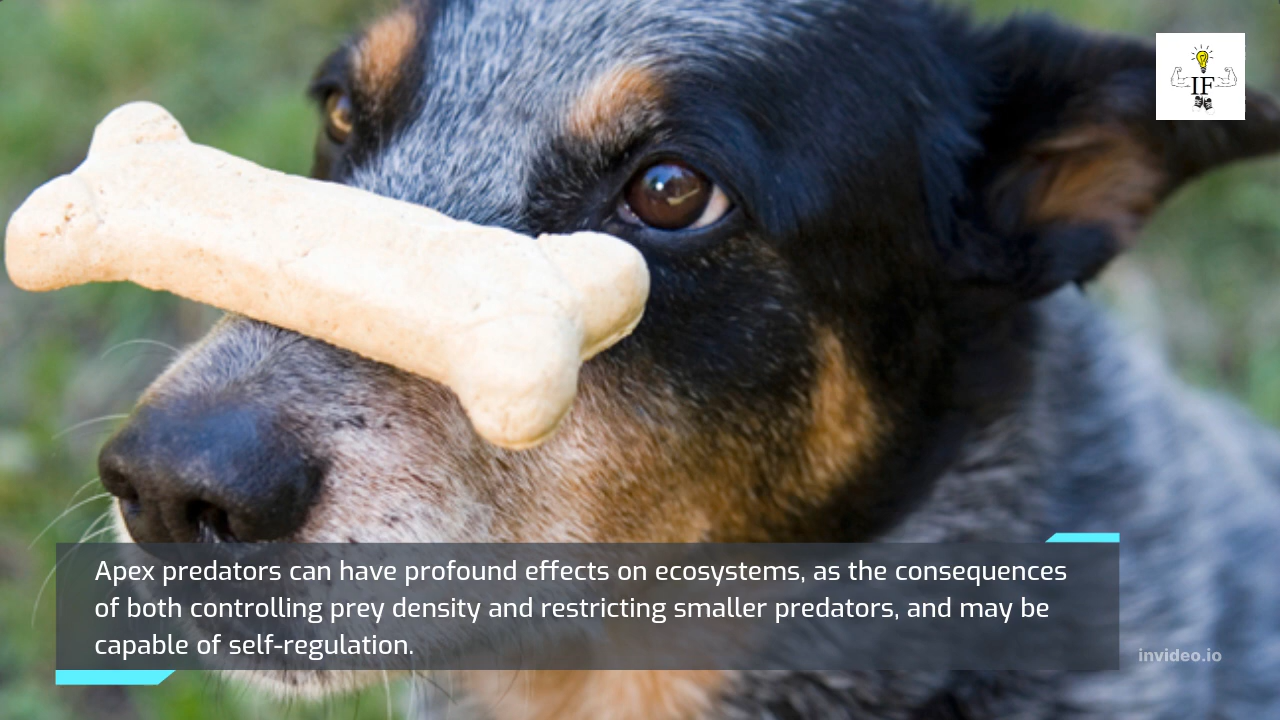 IF
Apex predators can have profound effects on ecosystems, as the consequences
of both controlling prey density and restricting smaller predators, and may be
capable of self-regulation.
invideo.io